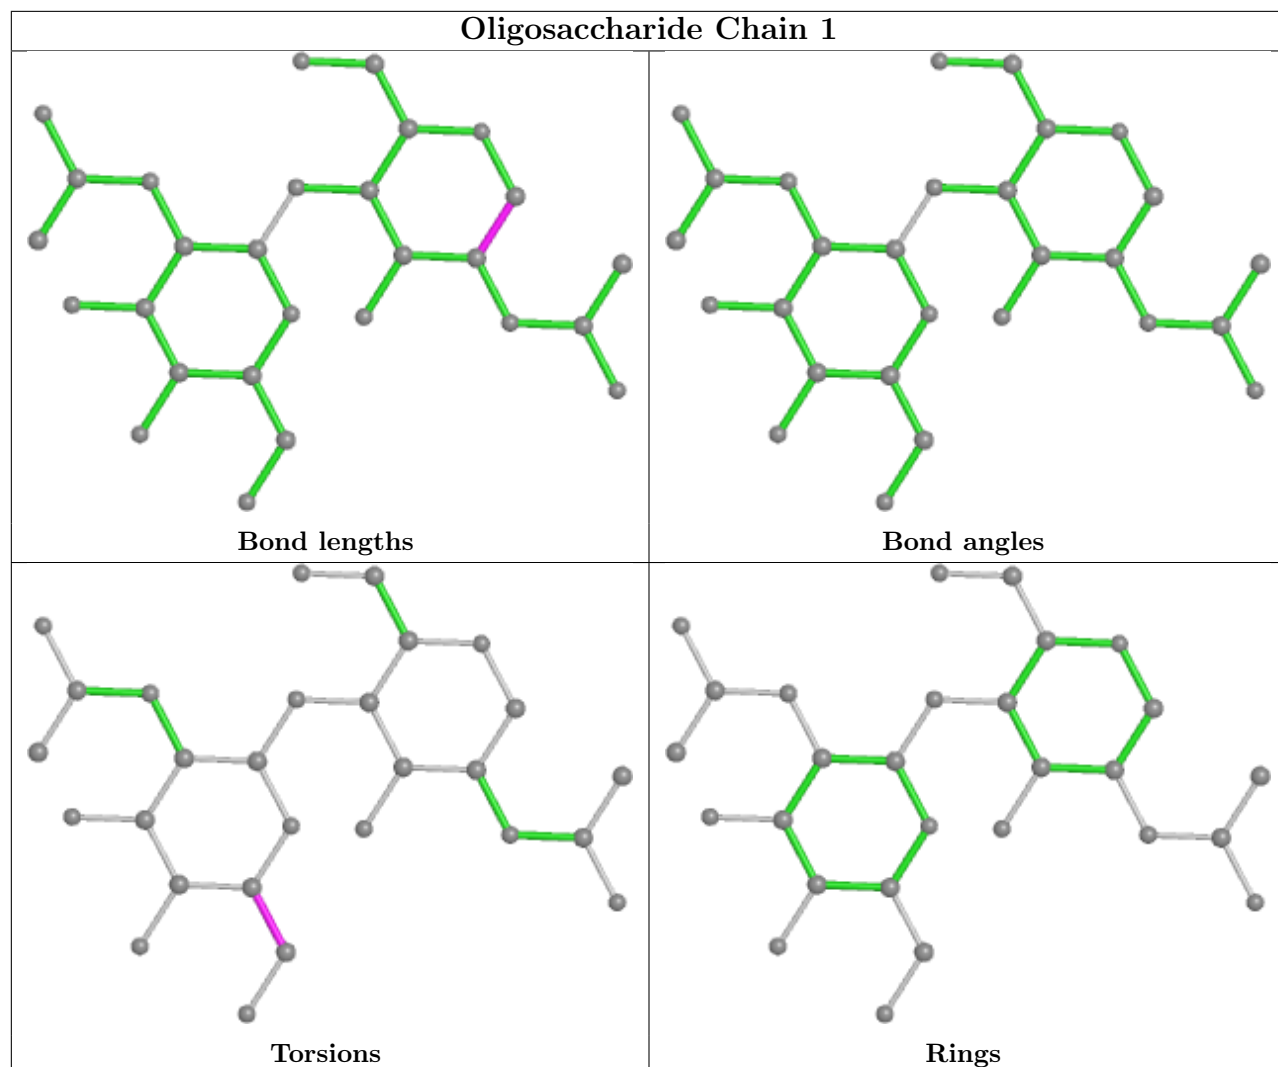 Oligosaccharide Chain 1
Bond lengths
Bond angles
Torsions
Rings